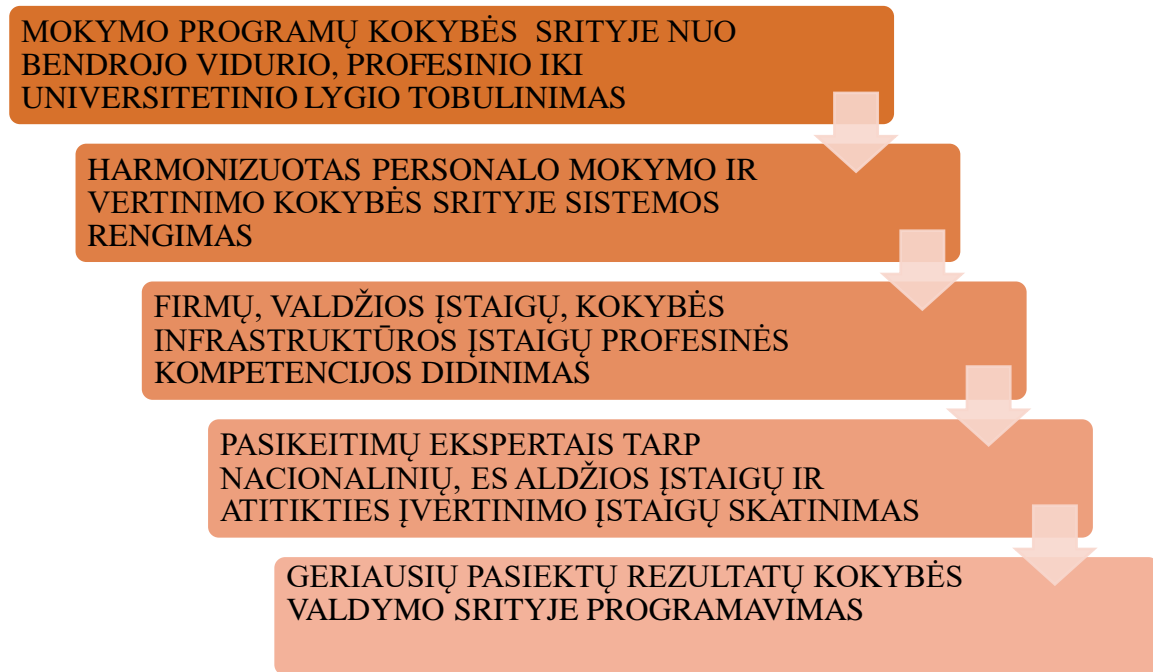 MOKYMO PROGRAMŲ KOKYBĖS SRITYJE NUO
BENDROJO VIDURIO, PROFESINIO IKI
UNIVERSITETINIO LYGIO TOBULINIMAS
HARMONIZUOTAS PERSONALO MOKYMO IR
VERTINIMO KOKYBĖS SRITYJE SISTEMOS
RENGIMAS
FIRMŲ, VALDŽIOS ĮSTAIGŲ, KOKYBĖS
INFRASTRUKTŪROS ĮSTAIGŲ PROFESINĖS
KOMPETENCIJOS DIDINIMAS
PASIKEITIMŲ EKSPERTAIS TARP
NACIONALINIŲ, ES ALDŽIOS ĮSTAIGŲ IR
ATITIKTIES ĮVERTINIMO ĮSTAIGŲ SKATINIMAS
GERIAUSIŲ PASIEKTŲ REZULTATŲ KOKYBĖS
VALDYMO SRITYJE PROGRAMAVIMAS